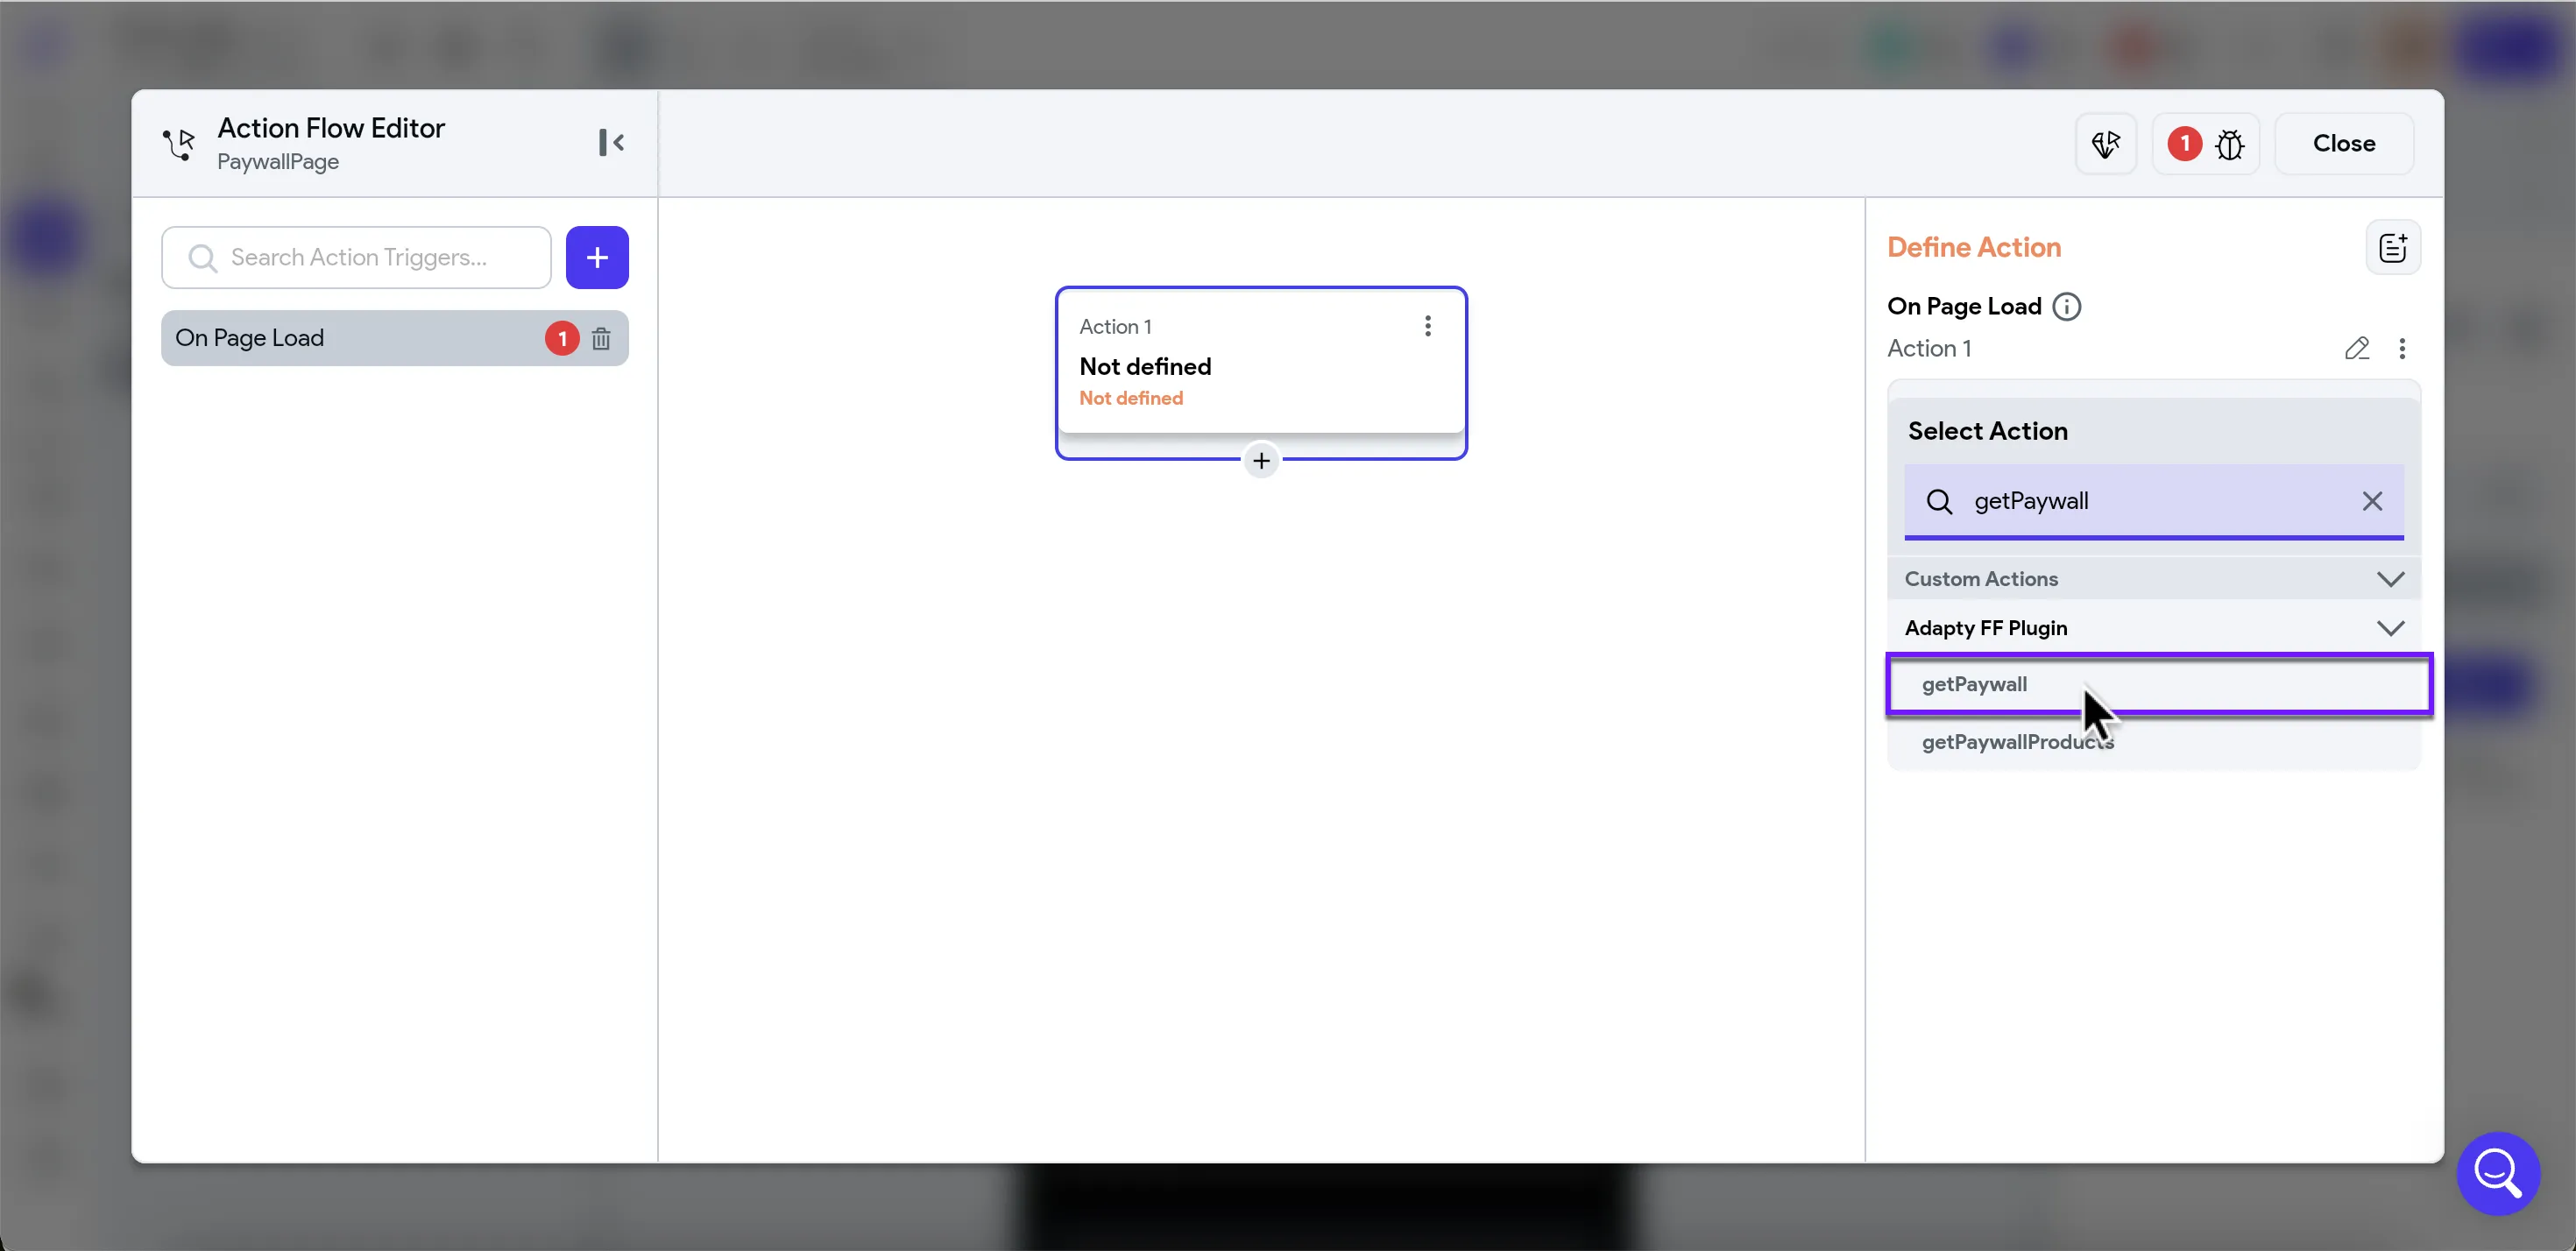 Action Flow Editor
PaywallPage
1
Close
Search Action Triggers...
On Page Load
1
Action 1
Not defined
Not defined
Define Action
On Page Load
Action 1
Select Action
getPaywall
Custom Actions
Adapty FF Plugin
getPaywall
getPaywallProducts